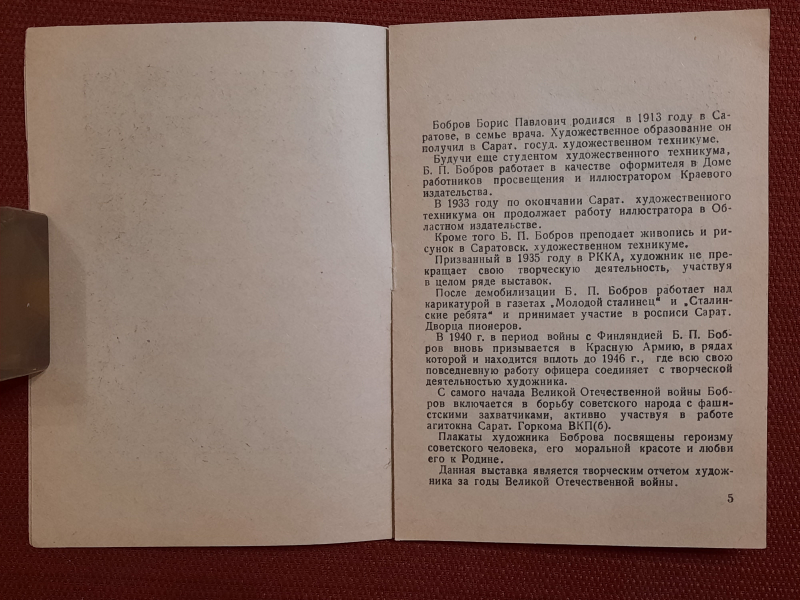 Бобров Борис Павлович родился в 1913 году в Са-
ратове, в семье врача. Художественное образование он
получил в Сарат. госуд. художественном техникуме.
Будучи еще студентом художественного техникума,
Б. П. Бобров работает в качестве оформителя в Доме
работников просвещения и иллюстратором Краевого
издательства.
В 1933 году по окончании Сарат. художественного
техникума он продолжает работу иллюстратора в Об-
ластном издательстве.
Кроме того Б. П. Бобров преподает живопись и ри-
сунок в Саратовск. художественном техникуме.
Призванный в 1935 году в РККА, художник не пре-
кращает свою творческую деятельность, участвуя
в целом ряде выставок.
После демобилизации Б. П. Бобров работает над
карикатурой в газетах „Молодой сталинец" и „Сталин-
ские ребята" и принимает участие в росписи Сарат.
Дворца пионеров.
В 1940 г. в период войны с Финляндией Б. П. Боб-
ров вновь призывается в Красную Армию, в рядах
которой и находится вплоть до 1946 г., где всю свою
повседневную работу офицера соединяет с творческой
деятельностью художника.
С самого начала Великой Отечественной войны Боб-
ров включается в борьбу советского народа с фаши-
стскими захватчиками, активно участвуя в работе
агитокна Сарат. Горкома ВКП(б).
Плакаты художника Боброва посвящены героизму
советского человека, его моральной красоте и любви
его к Родине.
Данная выставка является творческим отчетом худож-
ника за годы Великой Отечественной войны.
5